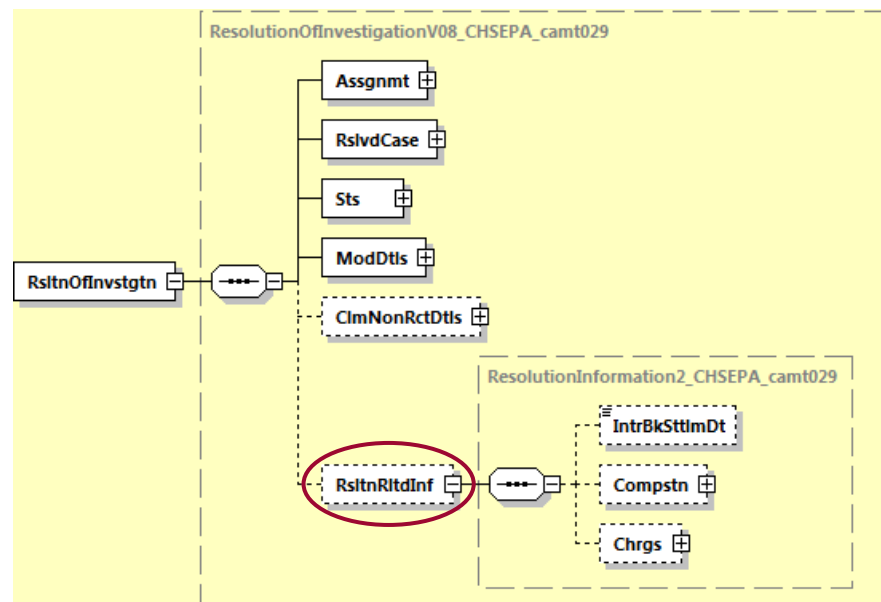 ResolutionOfInvestigationV08_CHSEPA_camt029
Assgnmt
RslvdCase
Sts
ModDtls
RsltnOfInvstgtn
ClmNonRctDtls
ResolutionInformation2_CHSEPA_camt029
IntrBkSttlmDt
RsltnRltdInf
Compstn
Chrgs